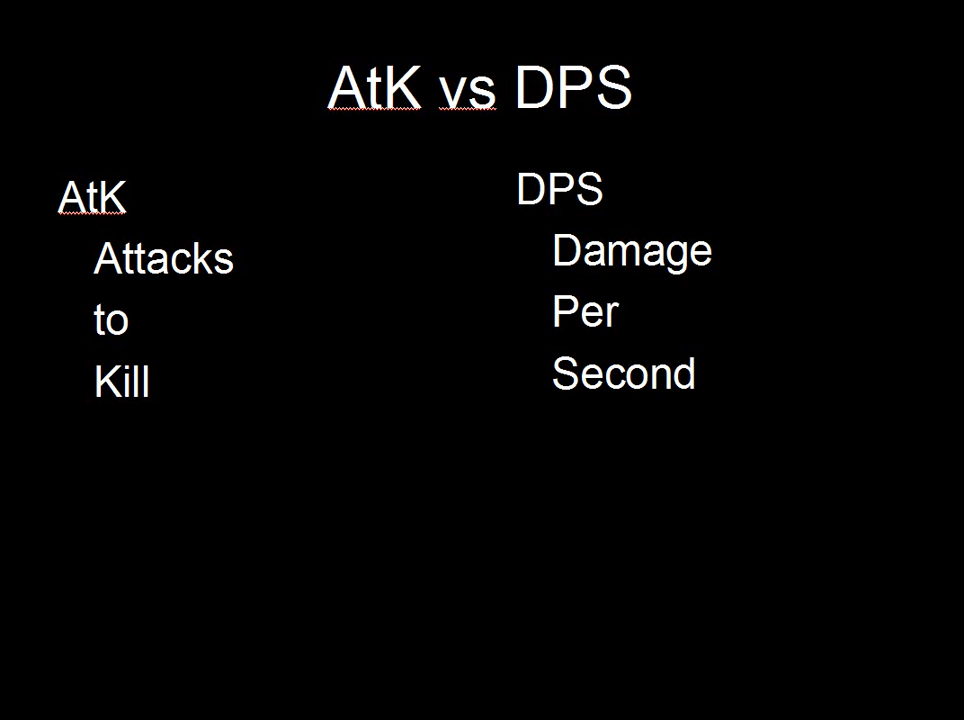 AtK vs DPS
AtK
Attacks
to
Kill
DPS
Damage
Per
Second